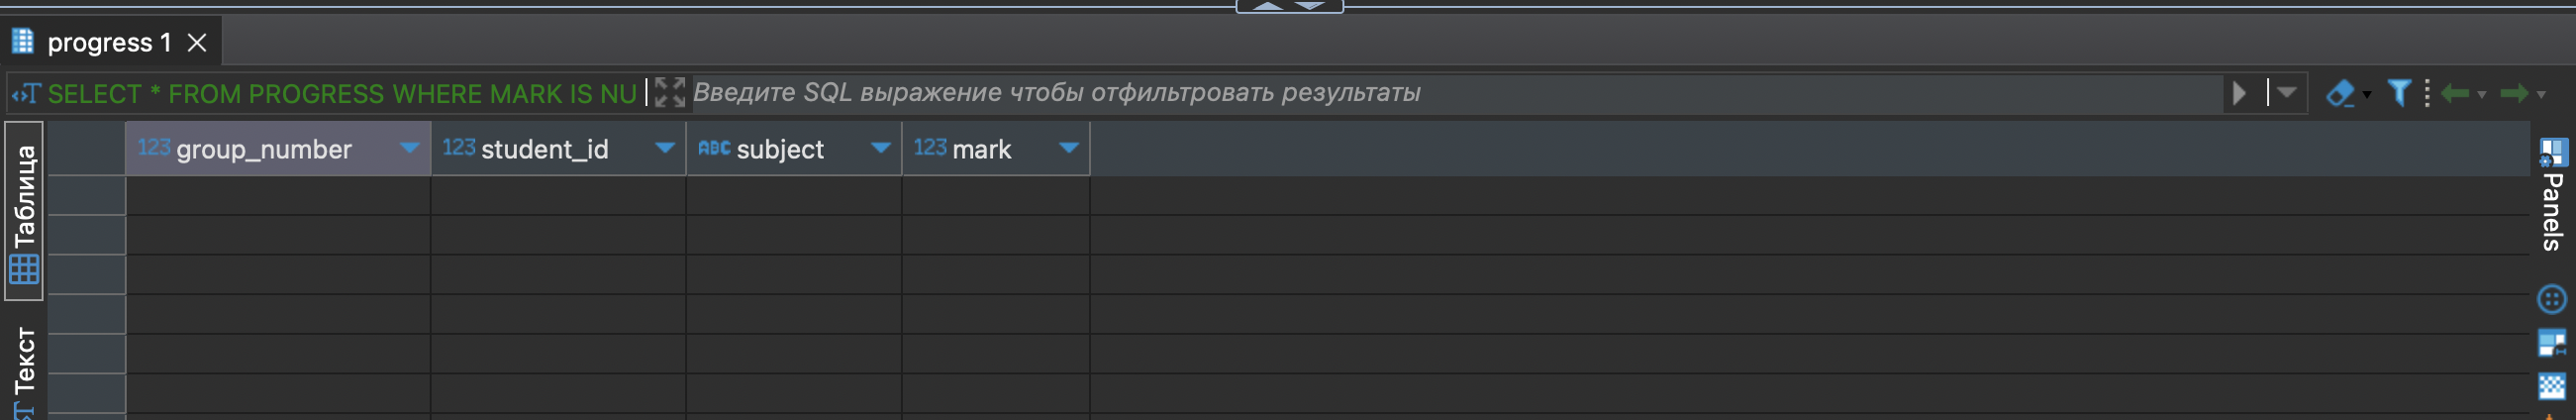 progress 1
SELECT * FROM PROGRESS WHERE MARK IS NU
Введите SQL выражение чтобы отфильтровать результаты
123 group_number
123 student_id
ABC subject
123 mark
Таблица
Текст
Panels